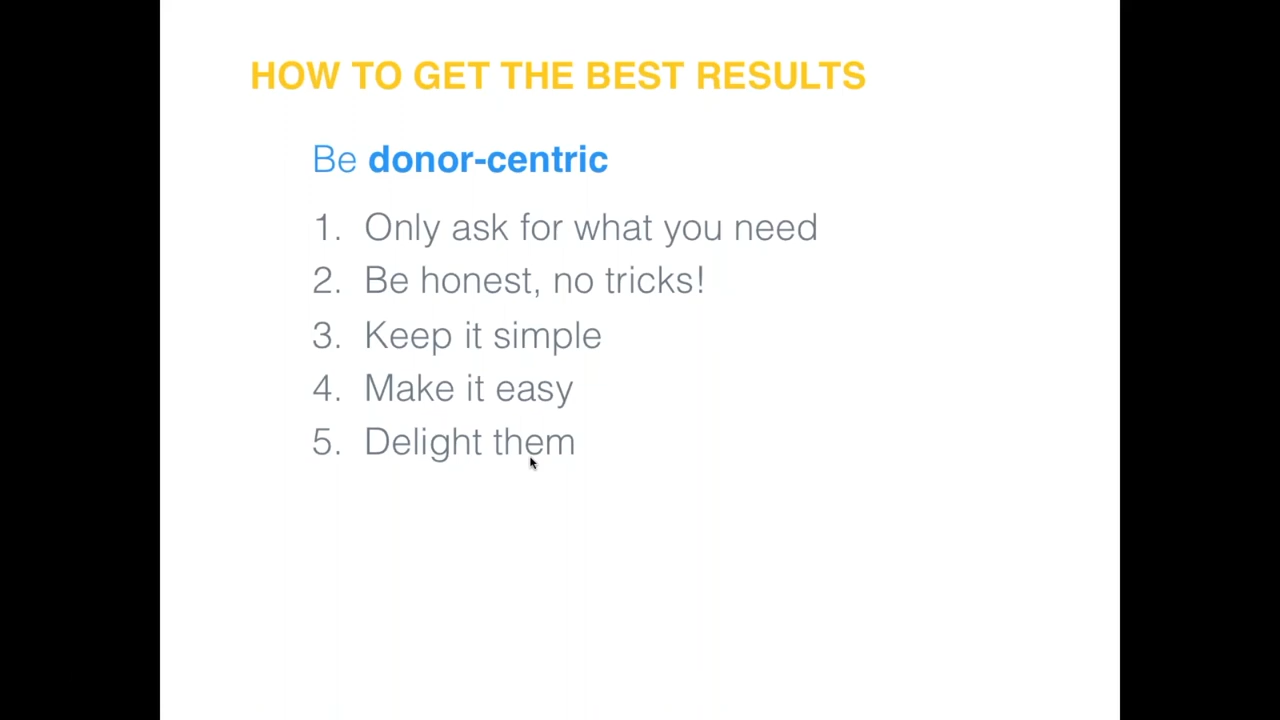 HOW TO GET THE BEST RESULTS
Be donor-centric
1. Only ask for what you need
2. Be honest, no tricks!
3. Keep it simple
4. Make it easy
5. Delight them